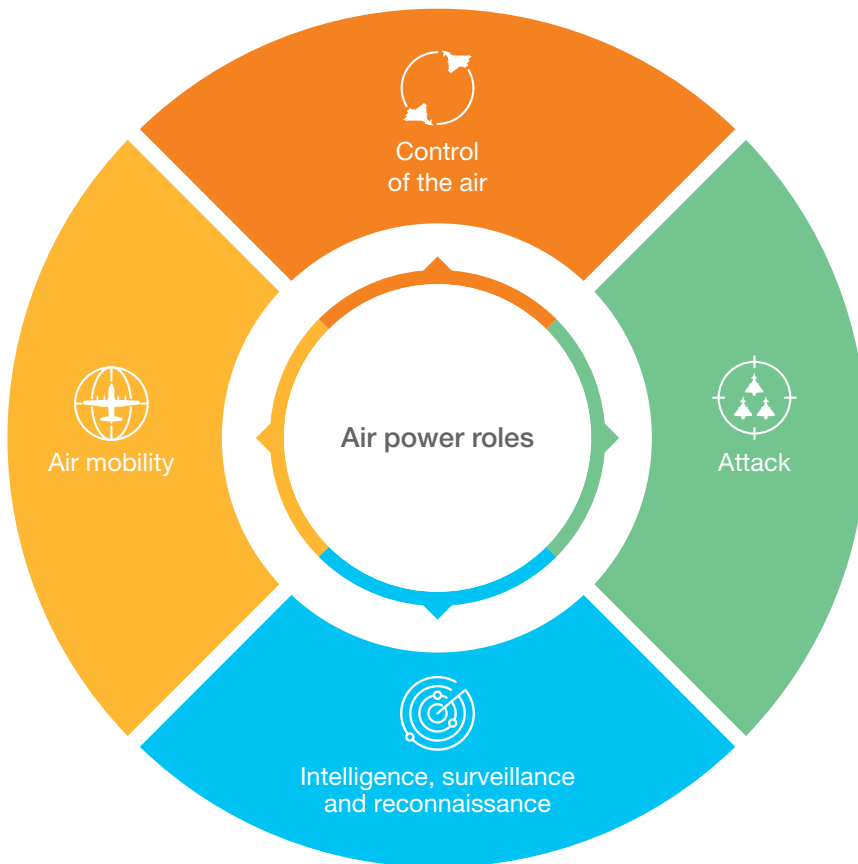 Control
of the air
Air mobility
Air power roles
Attack
Intelligence, surveillance
and reconnaissance